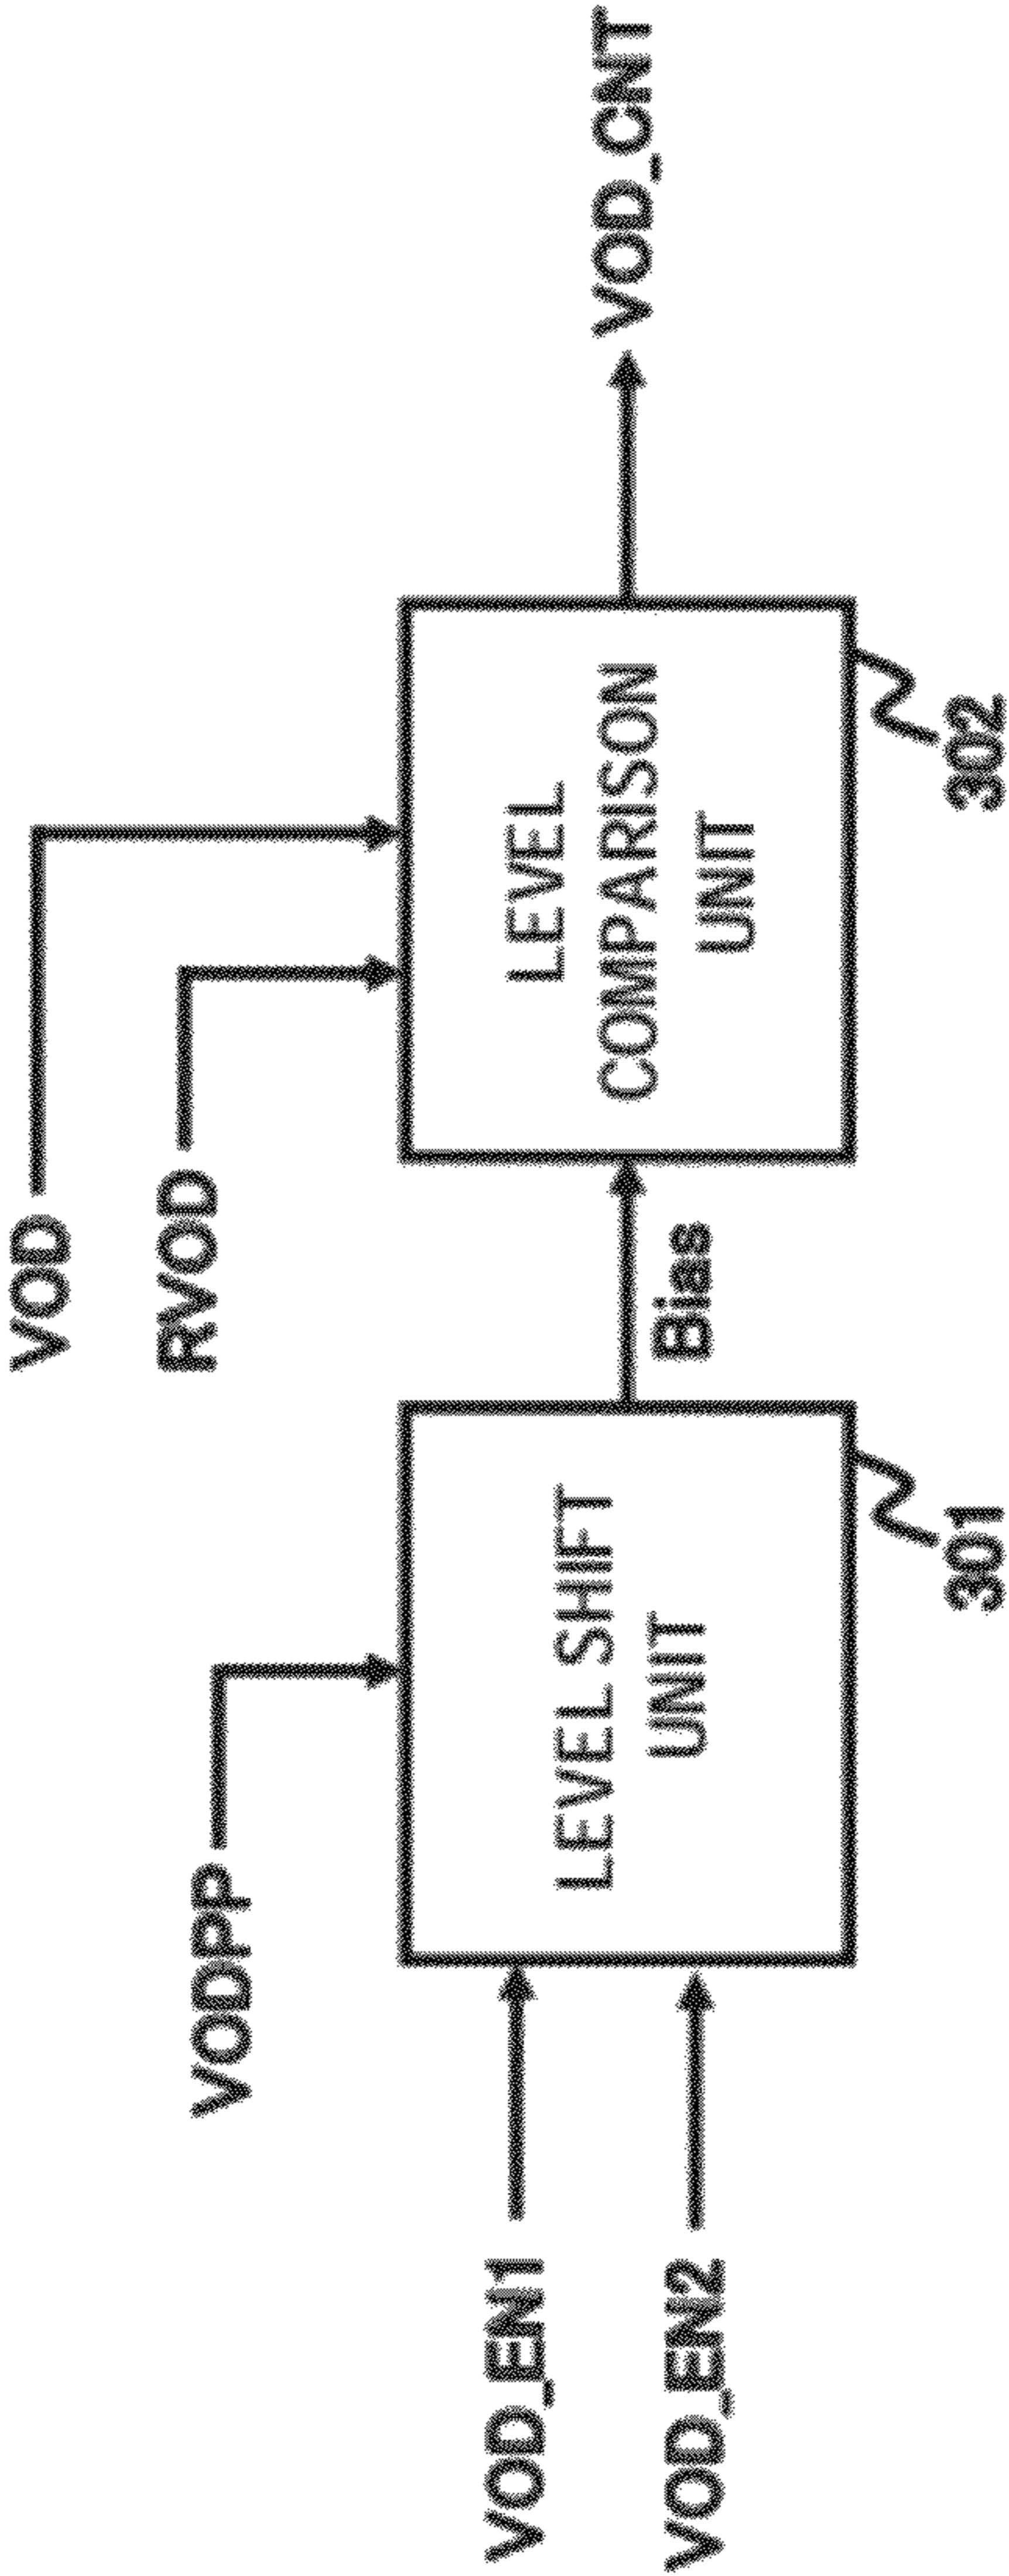 VOD
RVOD
VODPP
VOD_EN1
VOD_EN2
LEVEL SHIFT
UNIT
301
Bias
LEVEL
COMPARISON
UNIT
302
VOD_CNT